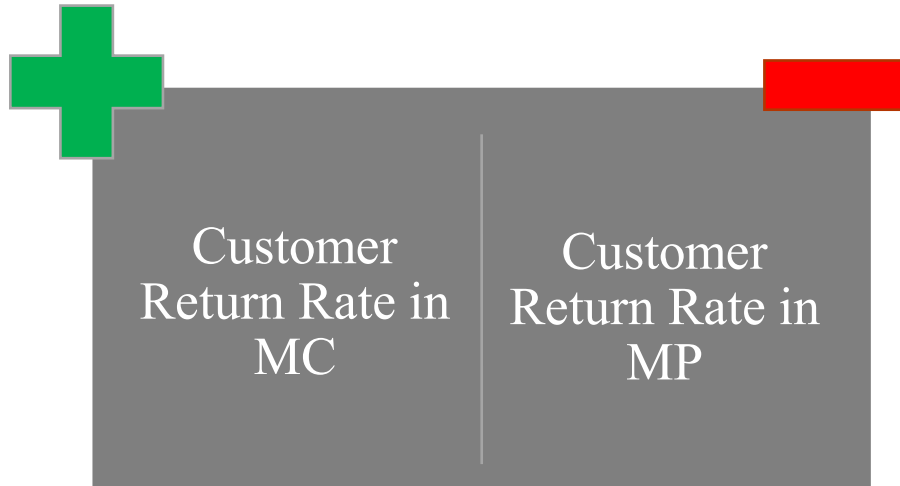 Customer
Return Rate in
MC
Customer
Return Rate in
MP